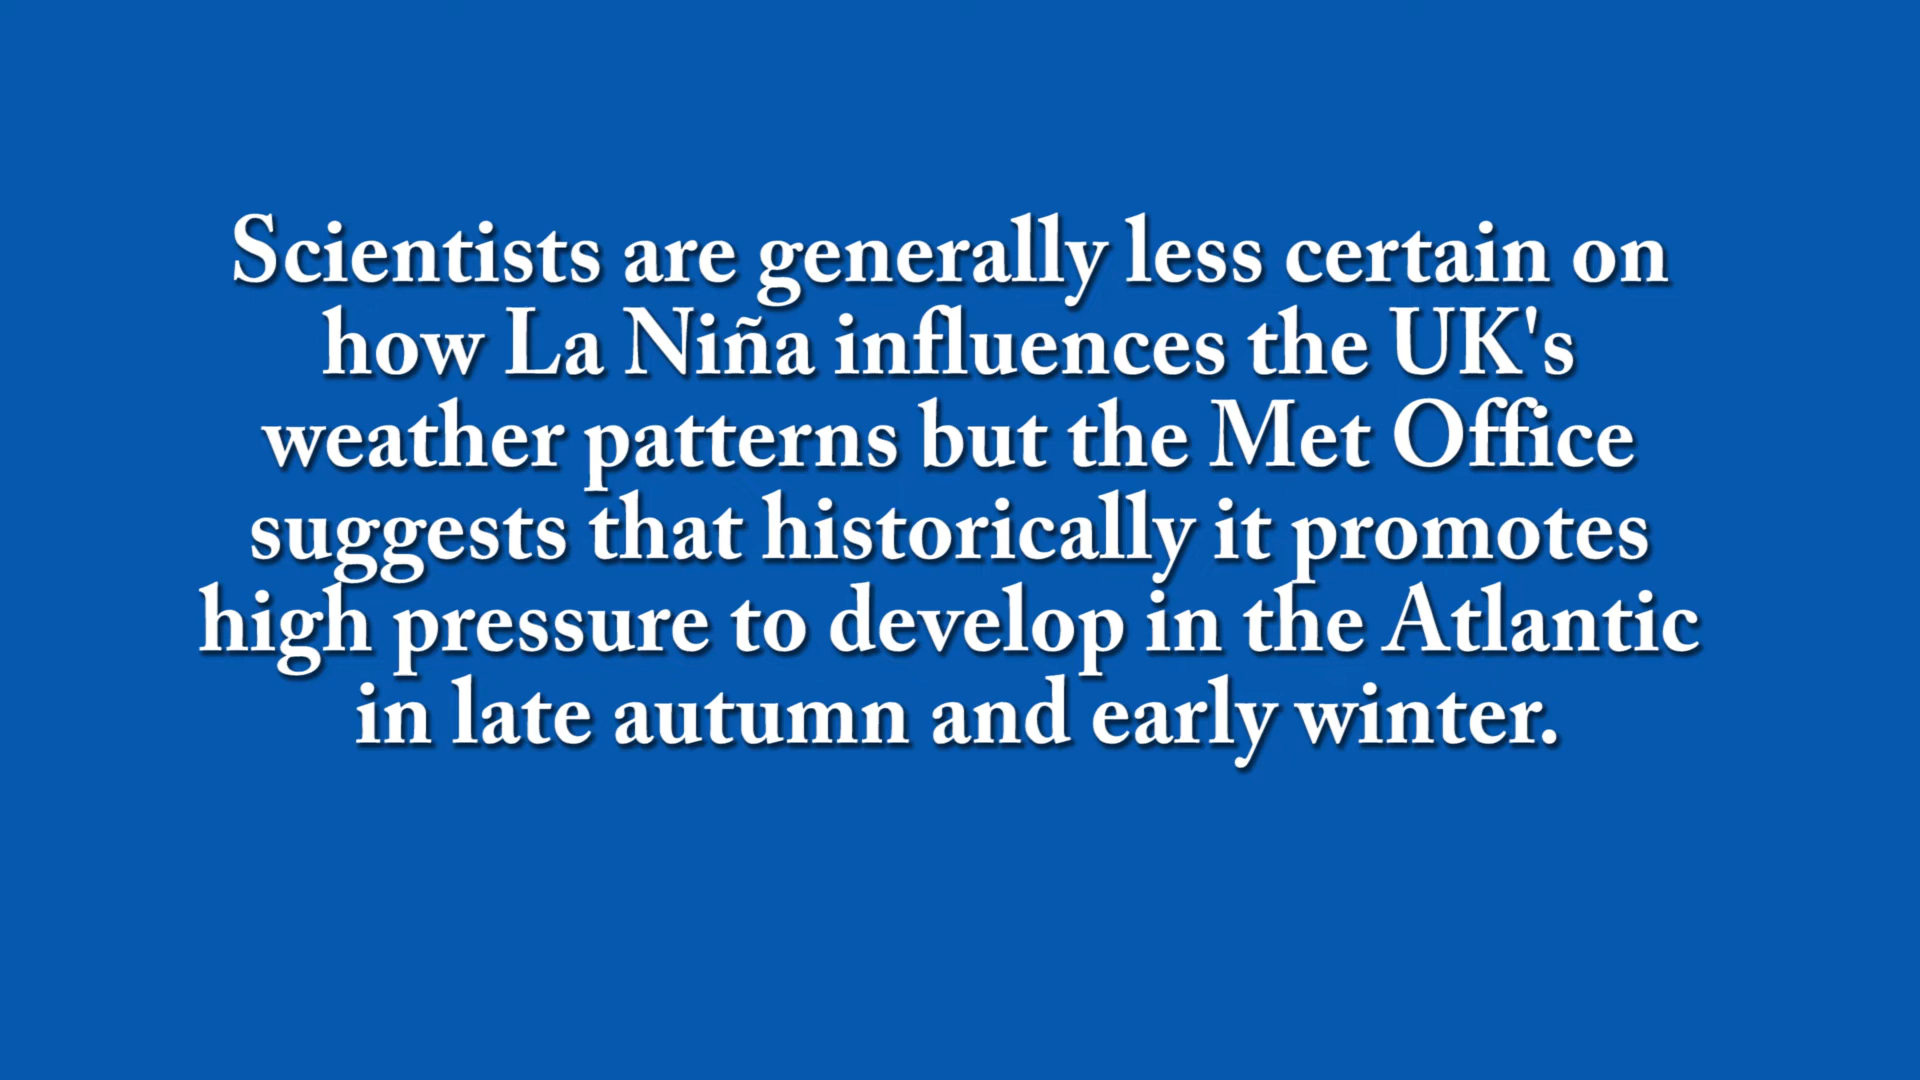 Scientists are generally less certain on
how La Niña influences the UK's
weather patterns but the Met Office
suggests that historically it promotes
high pressure to develop in the Atlantic
in late autumn and early winter.